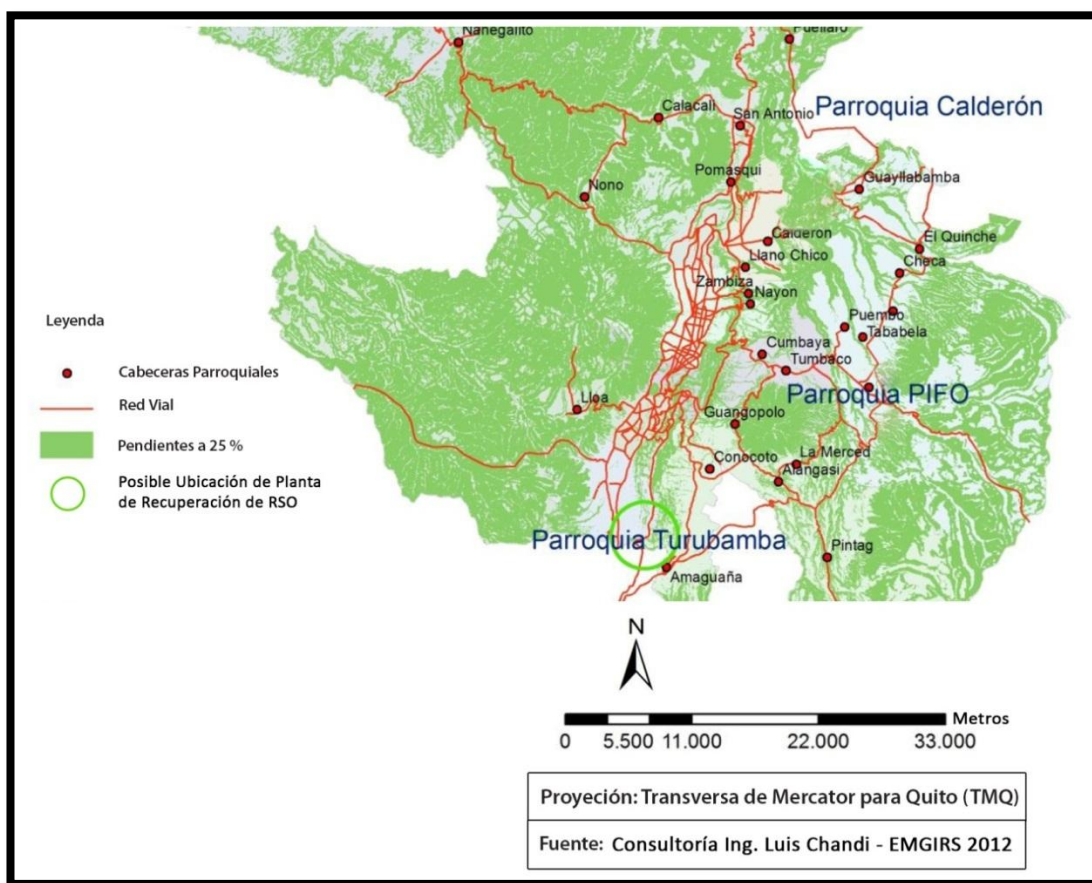 Nanegalito
Puellaro
Parroquia Calderón
Calacali
San Antonio
Pomasqui
Guayllabamba
Nono
Calderon
El Quinche
Llano Chico
Checa
Zambiza
Nayon
Puembo
Tababela
Cumbaya
Tumbaco
Parroquia PIFO
Lloa
Guangopolo
Conocoto
La Merced
Alangasi
Parroquia Turubamba
Pintag
Amaguaña
Leyenda
Cabeceras Parroquiales
Red Vial
Pendientes a 25 %
Posible Ubicación de Planta
de Recuperación de RSO
N
Metros
0 5.500 11.000 22.000 33.000
Proyeción: Transversa de Mercator para Quito (TMQ)
Fuente: Consultoría Ing. Luis Chandi - EMGIRS 2012